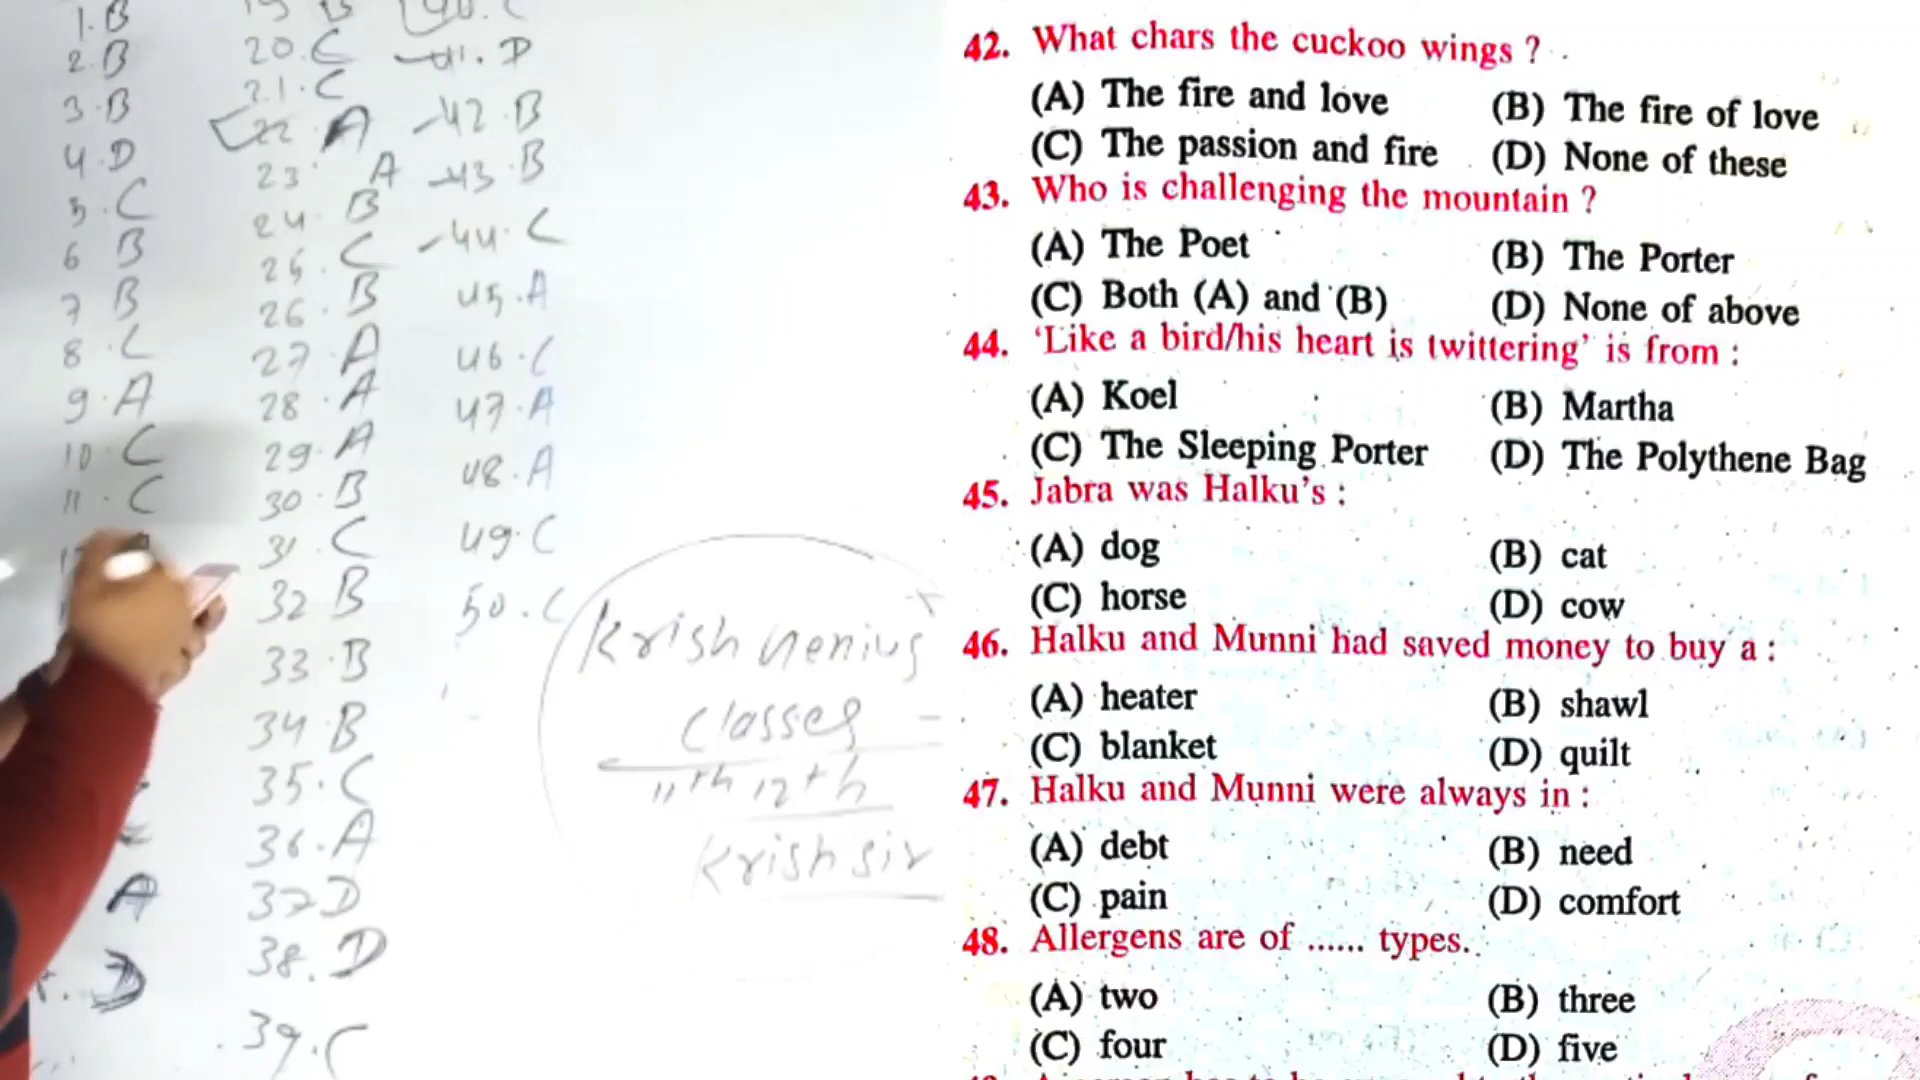 1. B
2. B
3. B
4. D
5. C
6 B
7 B
8. C
9. A
10. C
11. C
A
D
19 B
20. C
21. C
22. A
23. A
24. B
25. C
26. B
27. A
28. A
29. A
30. B
31. C
32 B
33. B
34. B
35. C
36. A
37 D
38. D
39. C
40. C
41. D
42. B
43. B
44. C
45. A
46. C
47. A
48. A
49. C
50. C
Krish Genius
classes
11th 12th
Krish sir
42. What chars the cuckoo wings ?
(A) The fire and love (B) The fire of love
(C) The passion and fire (D) None of these
43. Who is challenging the mountain ?
(A) The Poet (B) The Porter
(C) Both (A) and (B) (D) None of above
44. ‘Like a bird/his heart is twittering’ is from :
(A) Koel (B) Martha
(C) The Sleeping Porter (D) The Polythene Bag
45. Jabra was Halku’s :
(A) dog (B) cat
(C) horse (D) cow
46. Halku and Munni had saved money to buy a :
(A) heater (B) shawl
(C) blanket (D) quilt
47. Halku and Munni were always in :
(A) debt (B) need
(C) pain (D) comfort
48. Allergens are of ...... types.
(A) two (B) three
(C) four (D) five